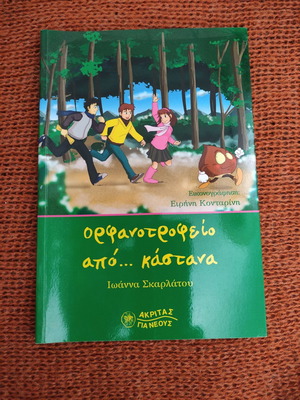 Εικονογράφηση:
Ειρήνη Κονταρίνη
ορφανοτροφείο
από... κάστανα
Ιωάννα Σκαρλάτου
ΑΚΡΙΤΑΣ
ΓΙΑ ΝΕΟΥΣ